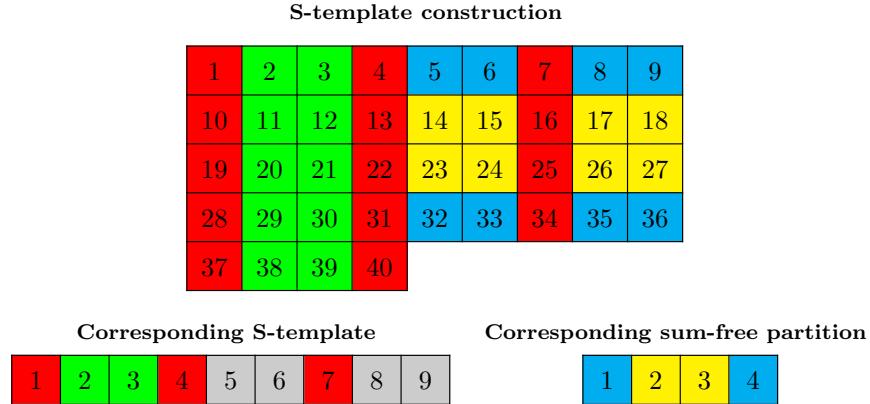 S-template construction
1 2 3 4 5 6 7 8 9
10 11 12 13 14 15 16 17 18
19 20 21 22 23 24 25 26 27
28 29 30 31 32 33 34 35 36
37 38 39 40
Corresponding S-template
1 2 3 4 5 6 7 8 9
Corresponding sum-free partition
1 2 3 4